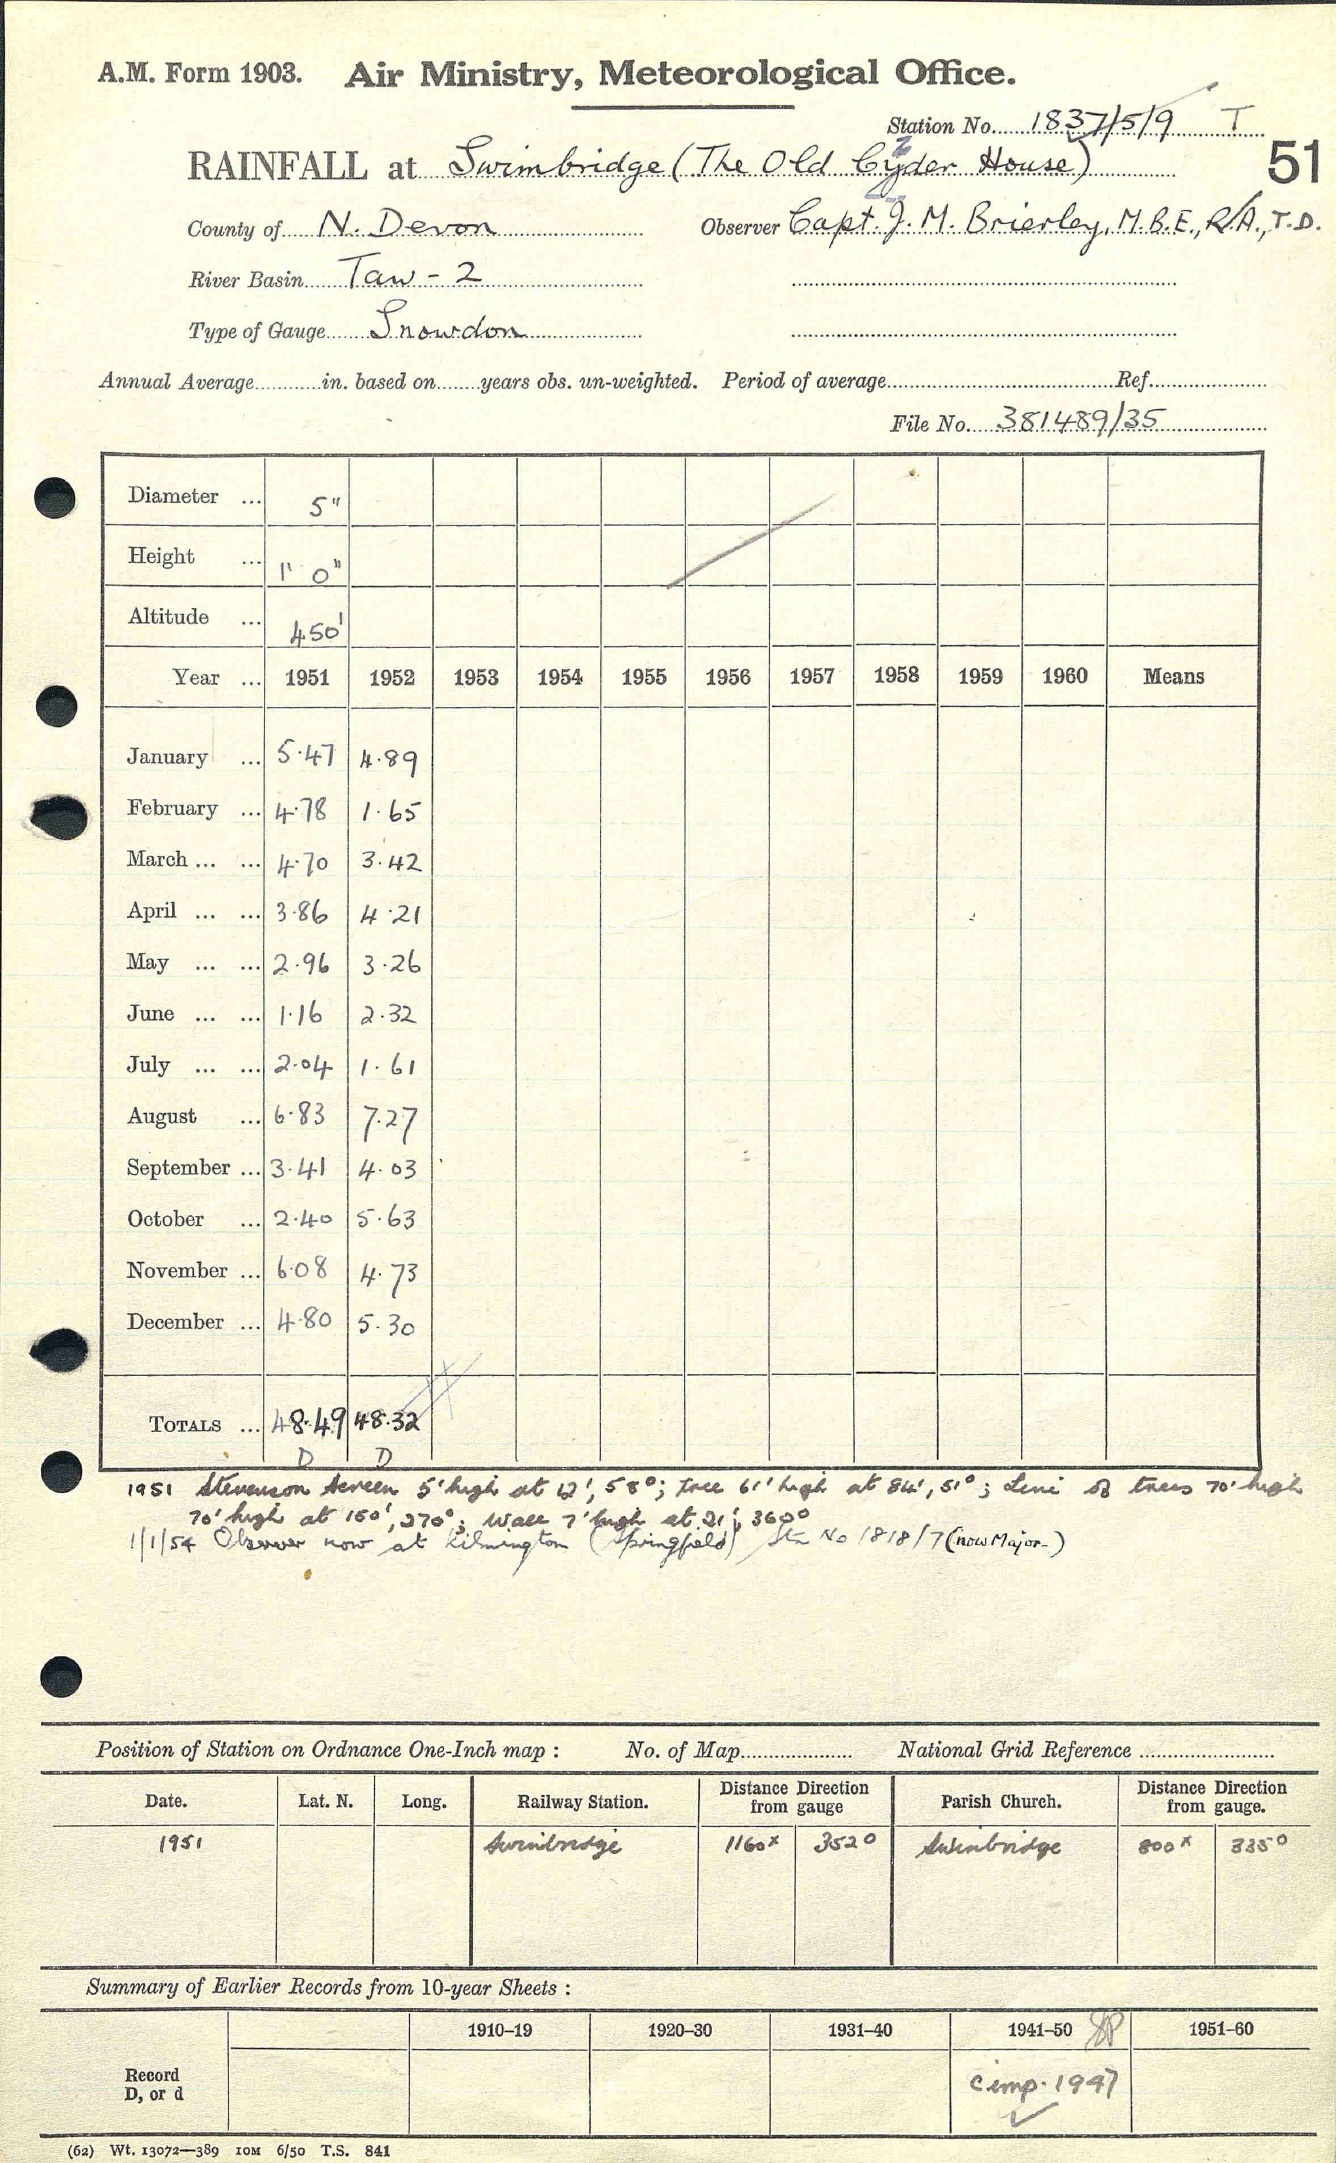 A.M. Form 1903. Air Ministry, Meteorological Office.
Station No. 1837/5/9 T
RAINFALL at Swimbridge (The Old Cyder House) 51
County of N. Devon Observer Capt. J. M. Brierley, M.B.E., R.A., T.D.
River Basin Taw - 2
Type of Gauge Snowdon
Annual Average in. based on years obs. un-weighted. Period of average Ref.
File No. 381489/35
Diameter ... 5"
Height ... 1' 0"
Altitude ... 450'
Year ... 1951 1952 1953 1954 1955 1956 1957 1958 1959 1960 Means
January ... 5.47 4.89
February ... 4.78 1.65
March ... ... 4.70 3.42
April ... ... 3.86 4.21
May ... ... 2.96 3.26
June ... ... 1.16 2.32
July ... ... 2.04 1.61
August ... 6.83 7.27
September ... 3.41 4.03
October ... 2.40 5.63
November ... 6.08 4.73
December ... 4.80 5.30
TOTALS ... 48.49 48.32
D D
1951 Stevenson Screen 5' high at 12', 58°; tree 61' high at 84', 51°; Line of trees 70' high
70' high at 150', 270°; Wall 7' high at 21', 360°
1/1/54 Observer now at Kilmington (Springfield) Stn No 1818/7 (now Major-)
Position of Station on Ordnance One-Inch map : No. of Map National Grid Reference
Date. Lat. N. Long. Railway Station. Distance Direction from gauge Parish Church. Distance Direction from gauge.
1951 Swimbridge 1160x 352° Swimbridge 800x 335°
Summary of Earlier Records from 10-year Sheets :
1910–19 1920–30 1931–40 1941–50 1951–60
Record
D, or d
c imp. 1947
(62) Wt. 13072—389 10M 6/50 T.S. 841